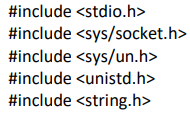 #include <stdio.h>
#include <sys/socket.h>
#include <sys/un.h>
#include <unistd.h>
#include <string.h>